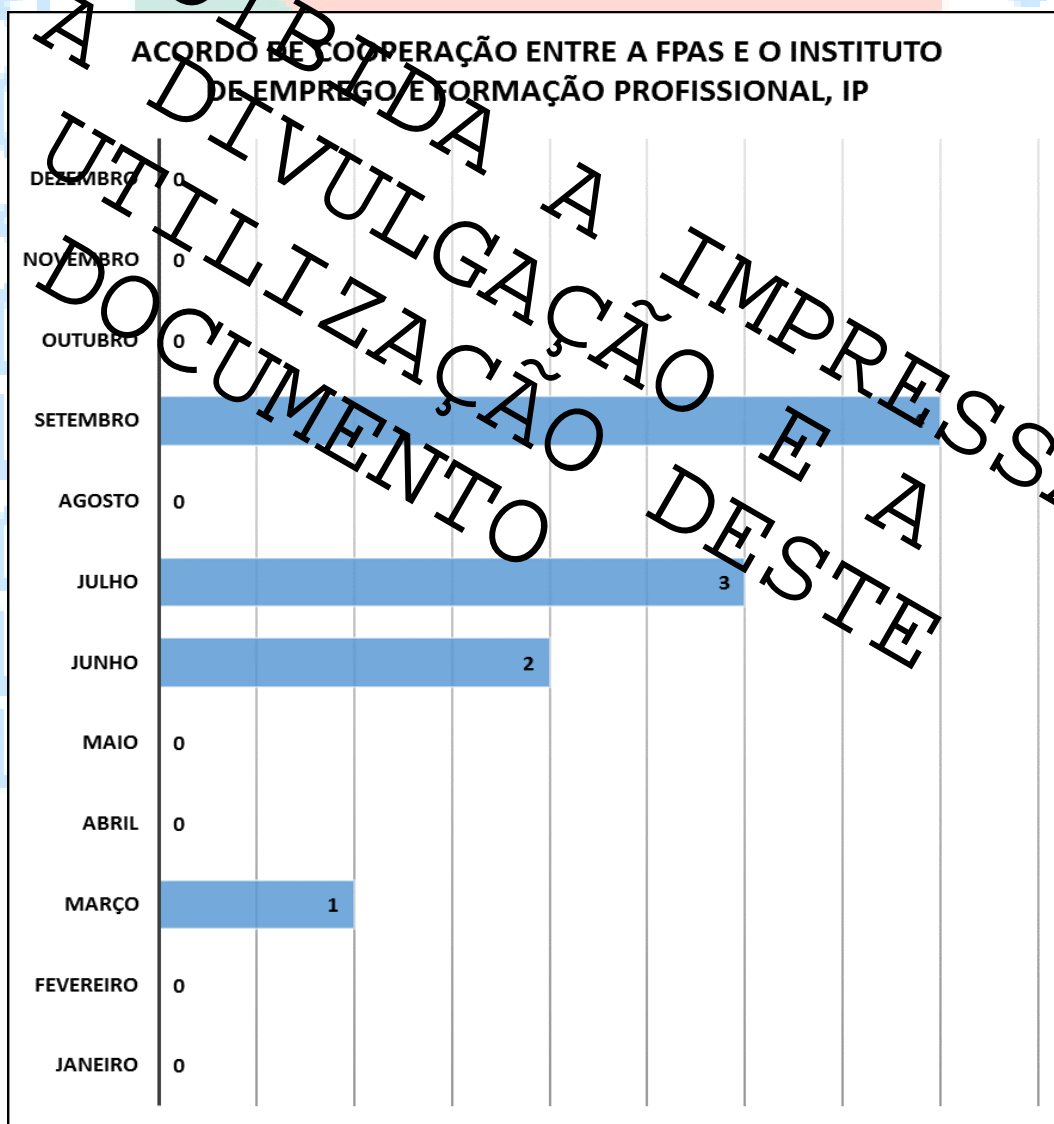 ACORDO DE COOPERAÇÃO ENTRE A FPAS E O INSTITUTO
DE EMPREGO E FORMAÇÃO PROFISSIONAL, IP
DEZEMBRO 0
NOVEMBRO 0
OUTUBRO 0
SETEMBRO
AGOSTO 0
JULHO 3
JUNHO 2
MAIO 0
ABRIL 0
MARÇO 1
FEVEREIRO 0
JANEIRO 0
A IMPRESS
A DIVULGAÇÃO E A
UTILIZAÇÃO DESTE
DOCUMENTO